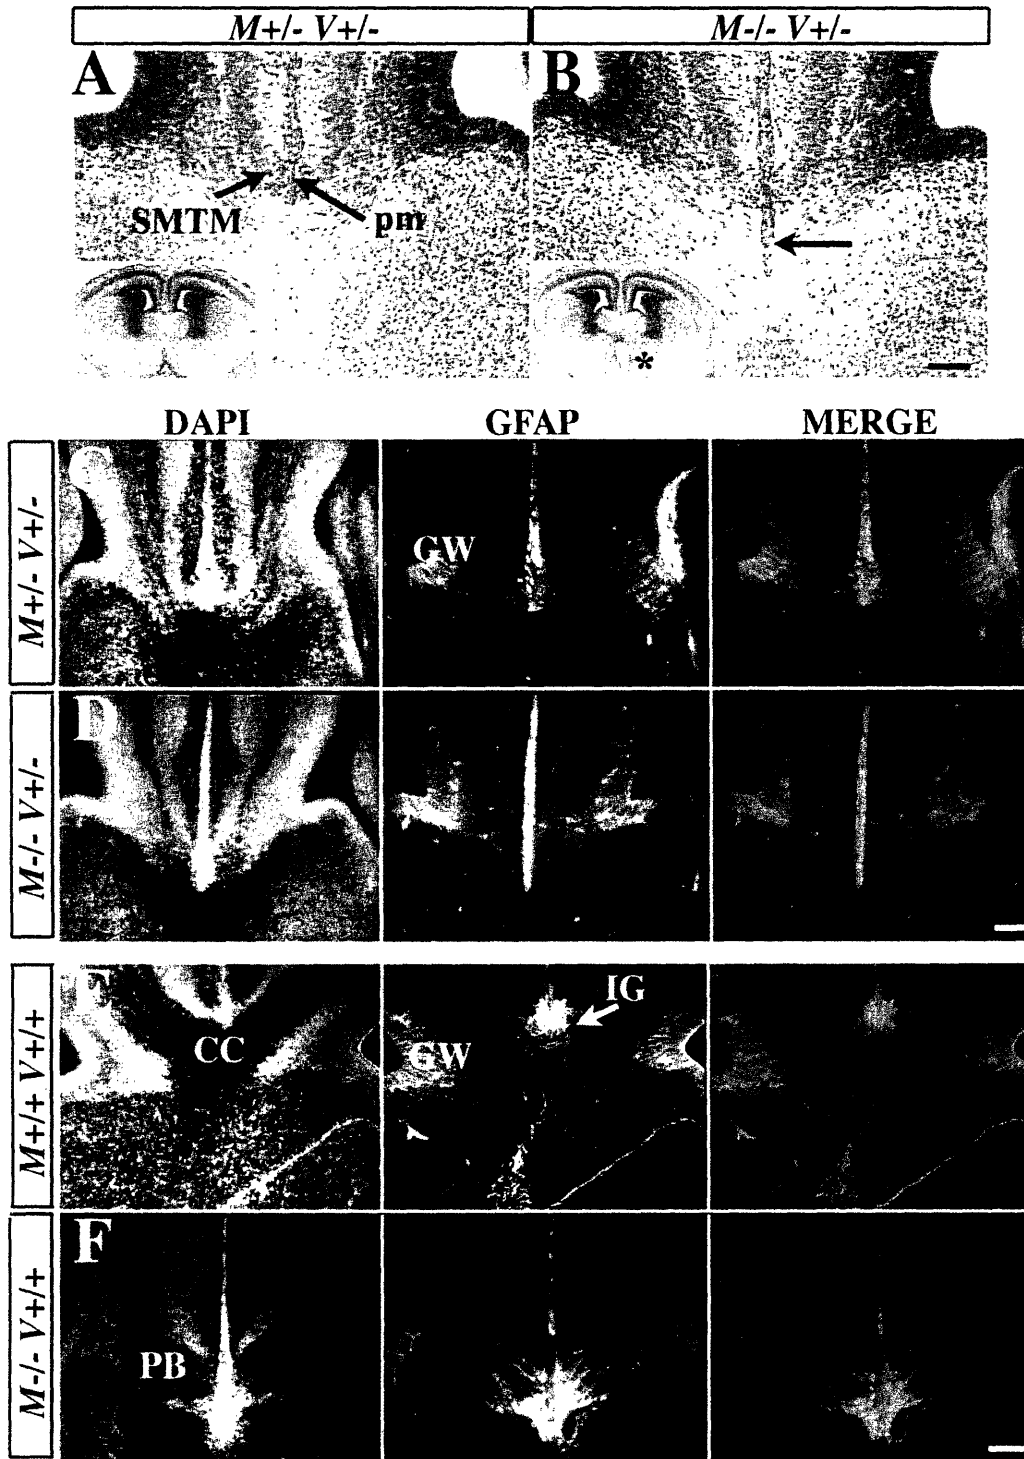 M+/- V+/-
M-/- V+/-
A
B
SMTM
pm
*
DAPI
GFAP
MERGE
M+/- V+/-
C
GW
M-/- V+/-
D
M+/+ V+/+
E
CC
GW
IG
M-/- V+/+
F
PB